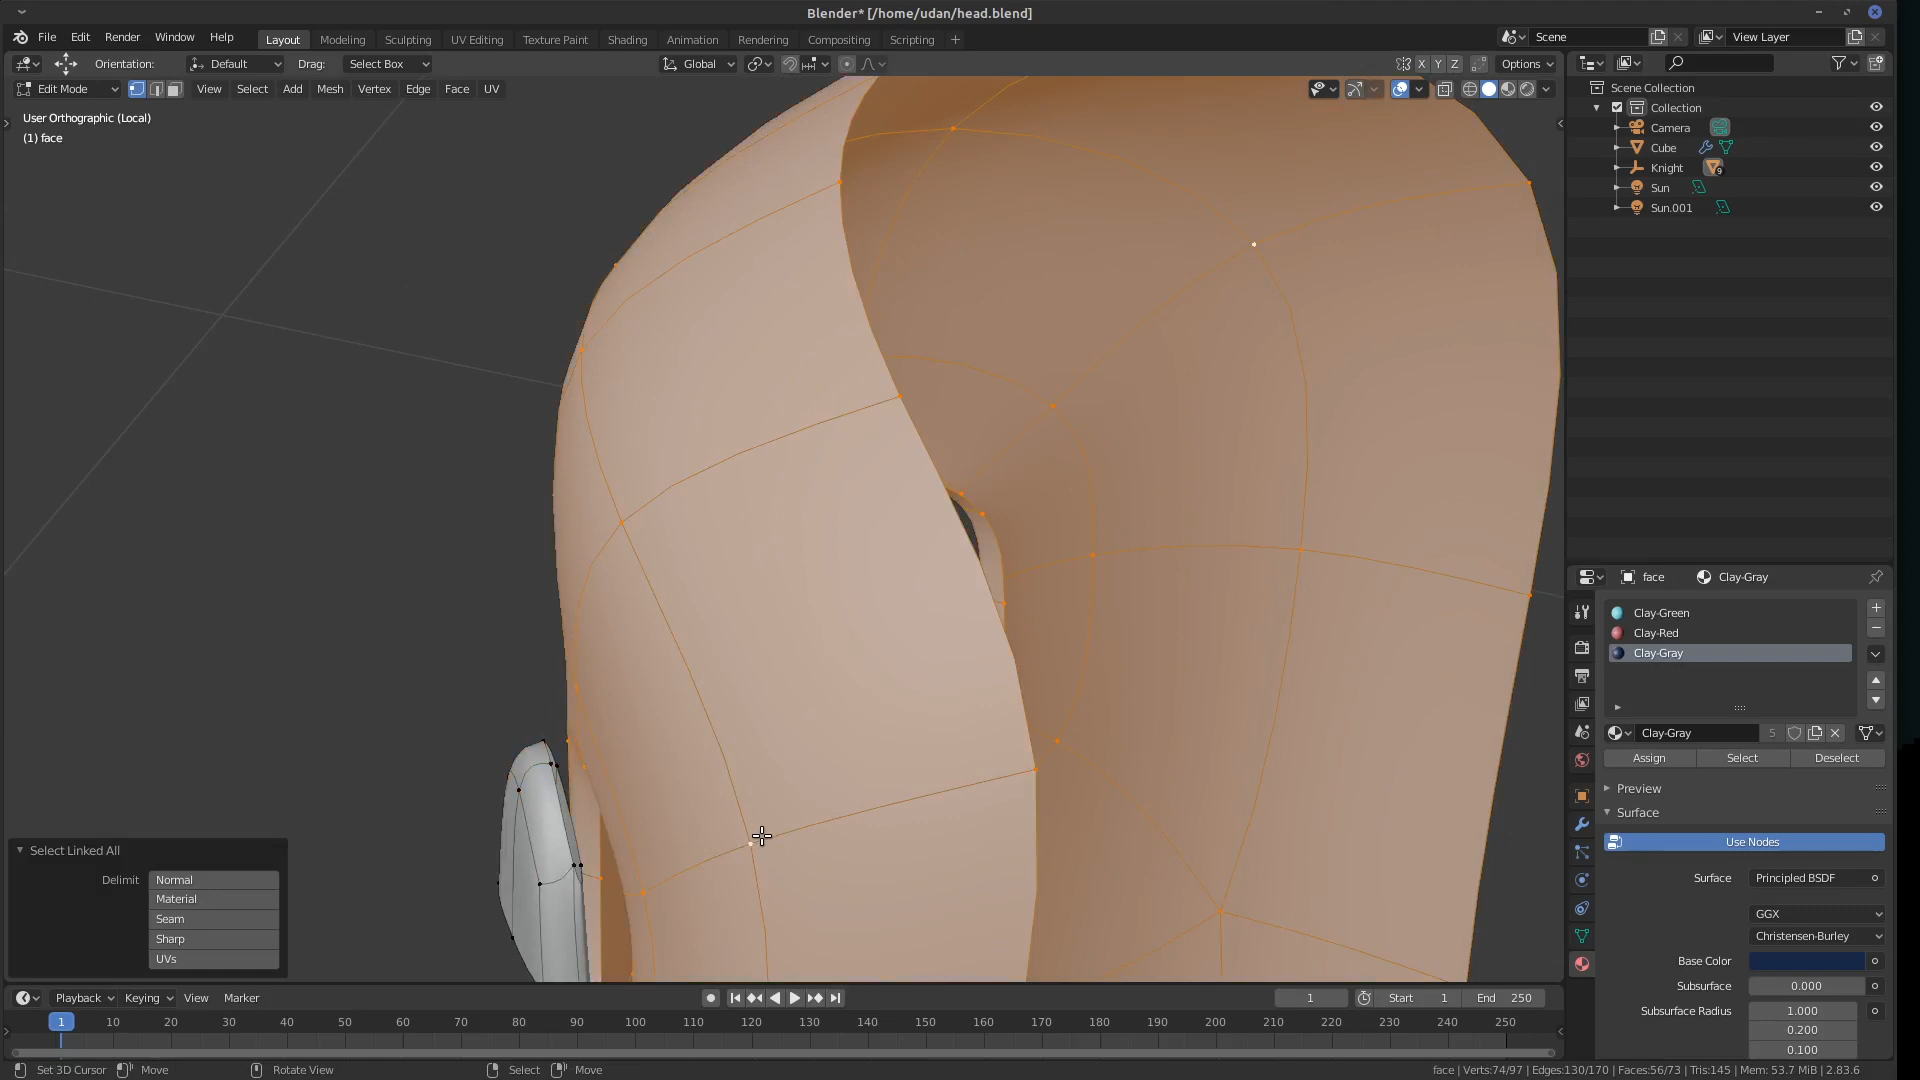 Blender* [/home/udan/head.blend]
File Edit Render Window Help Layout Modeling Sculpting UV Editing Texture Paint Shading Animation Rendering Compositing Scripting + Scene View Layer
Orientation: Default Drag: Select Box Global X Y Z Options
Edit Mode View Select Add Mesh Vertex Edge Face UV
User Orthographic (Local)
(1) face
Scene Collection
Collection
Camera
Cube
Knight 9
Sun
Sun.001
face Clay-Gray
Clay-Green
Clay-Red
Clay-Gray
Clay-Gray 5
Assign Select Deselect
Preview
Surface
Use Nodes
Surface Principled BSDF
GGX
Christensen-Burley
Base Color
Subsurface 0.000
Subsurface Radius 1.000
0.200
0.100
Select Linked All
Delimit Normal
Material
Seam
Sharp
UVs
Playback Keying View Marker 1 Start 1 End 250
1 10 20 30 40 50 60 70 80 90 100 110 120 130 140 150 160 170 180 190 200 210 220 230 240 250
Set 3D Cursor Move Rotate View Select Move face | Verts:74/97 | Edges:130/170 | Faces:56/73 | Tris:145 | Mem: 53.7 MiB | 2.83.6